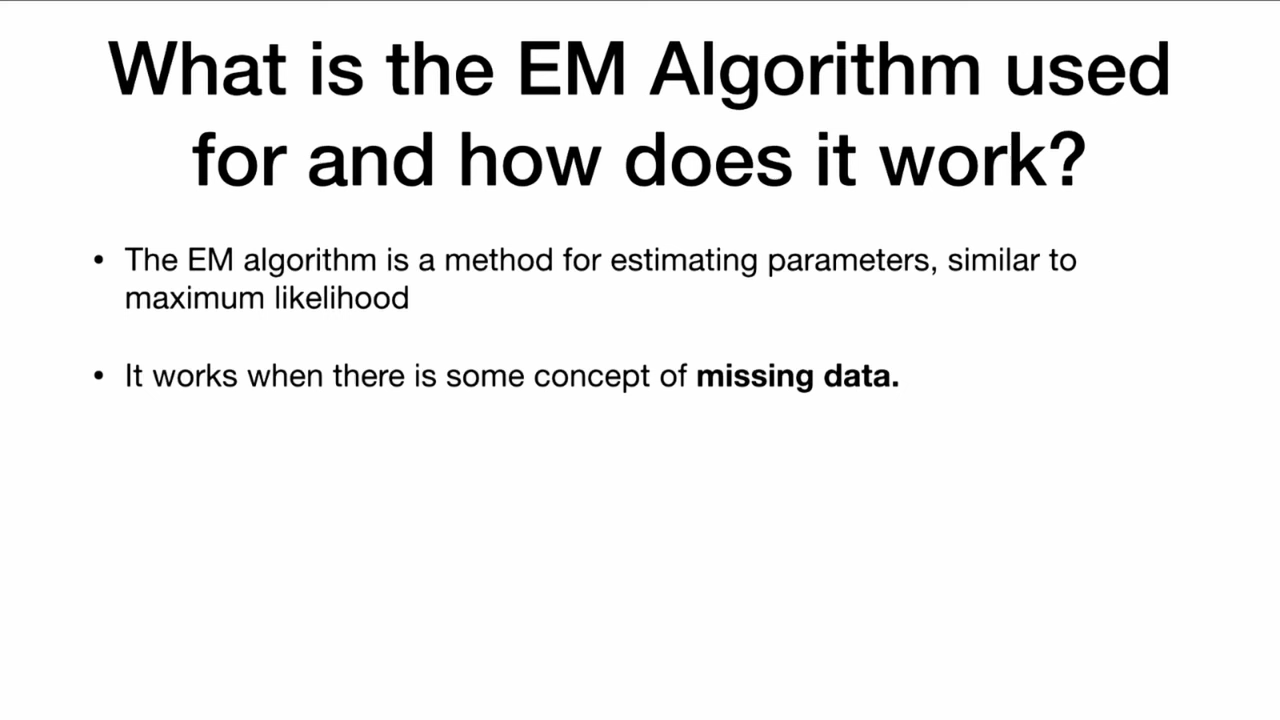 What is the EM Algorithm used
for and how does it work?
• The EM algorithm is a method for estimating parameters, similar to
maximum likelihood
• It works when there is some concept of missing data.